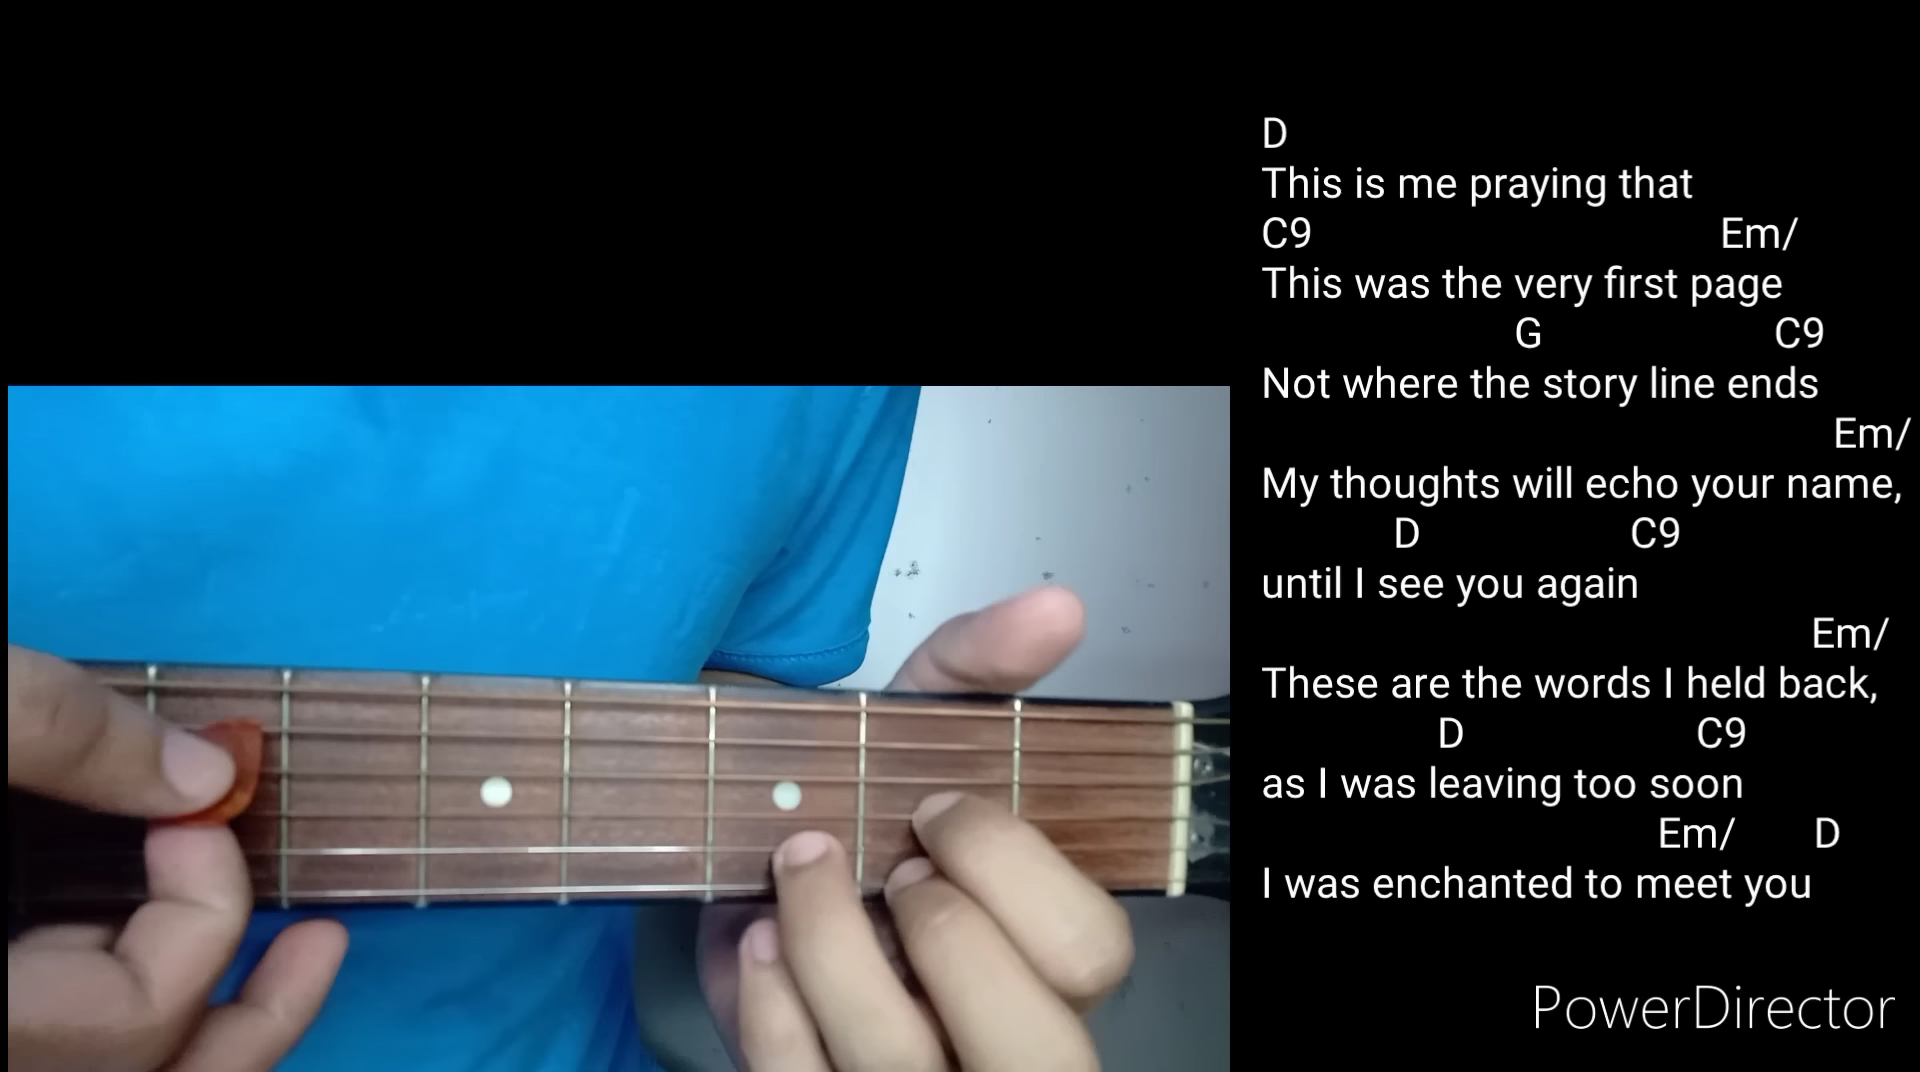 D
This is me praying that
C9 Em/
This was the very first page
G C9
Not where the story line ends
Em/
My thoughts will echo your name,
D C9
until I see you again
Em/
These are the words I held back,
D C9
as I was leaving too soon
Em/ D
I was enchanted to meet you
PowerDirector